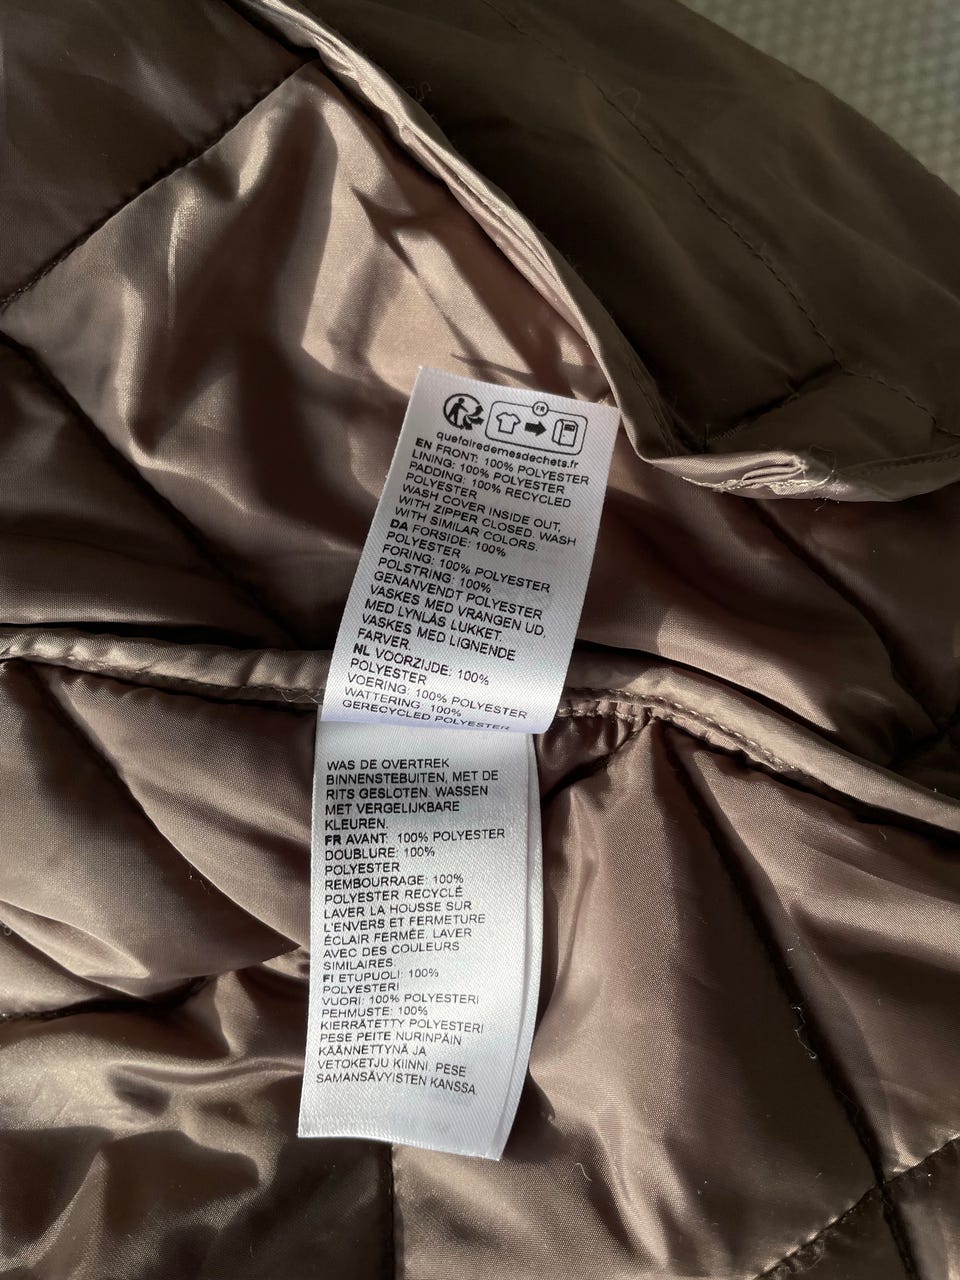 FR
quefairedemesdechets.fr
EN FRONT: 100% POLYESTER
LINING: 100% POLYESTER
PADDING: 100% RECYCLED
POLYESTER
WASH COVER INSIDE OUT,
WITH ZIPPER CLOSED. WASH
WITH SIMILAR COLORS.
DA FORSIDE: 100%
POLYESTER
FORING: 100% POLYESTER
POLSTRING: 100%
GENANVENDT POLYESTER
VASKES MED VRANGEN UD,
MED LYNLÅS LUKKET.
VASKES MED LIGNENDE
FARVER.
NL VOORZIJDE: 100%
POLYESTER
VOERING: 100% POLYESTER
WATTERING: 100%
GERECYCLED POLYESTER
WAS DE OVERTREK
BINNENSTEBUITEN, MET DE
RITS GESLOTEN. WASSEN
MET VERGELIJKBARE
KLEUREN.
FR AVANT: 100% POLYESTER
DOUBLURE: 100%
POLYESTER
REMBOURRAGE: 100%
POLYESTER RECYCLÉ
LAVER LA HOUSSE SUR
L'ENVERS ET FERMETURE
ÉCLAIR FERMÉE. LAVER
AVEC DES COULEURS
SIMILAIRES.
FI ETUPUOLI: 100%
POLYESTERI
VUORI: 100% POLYESTERI
PEHMUSTE: 100%
KIERRÄTETTY POLYESTERI
PESE PEITE NURINPÄIN
KÄÄNNETTYNÄ JA
VETOKETJU KIINNI. PESE
SAMANSÄVYISTEN KANSSA.